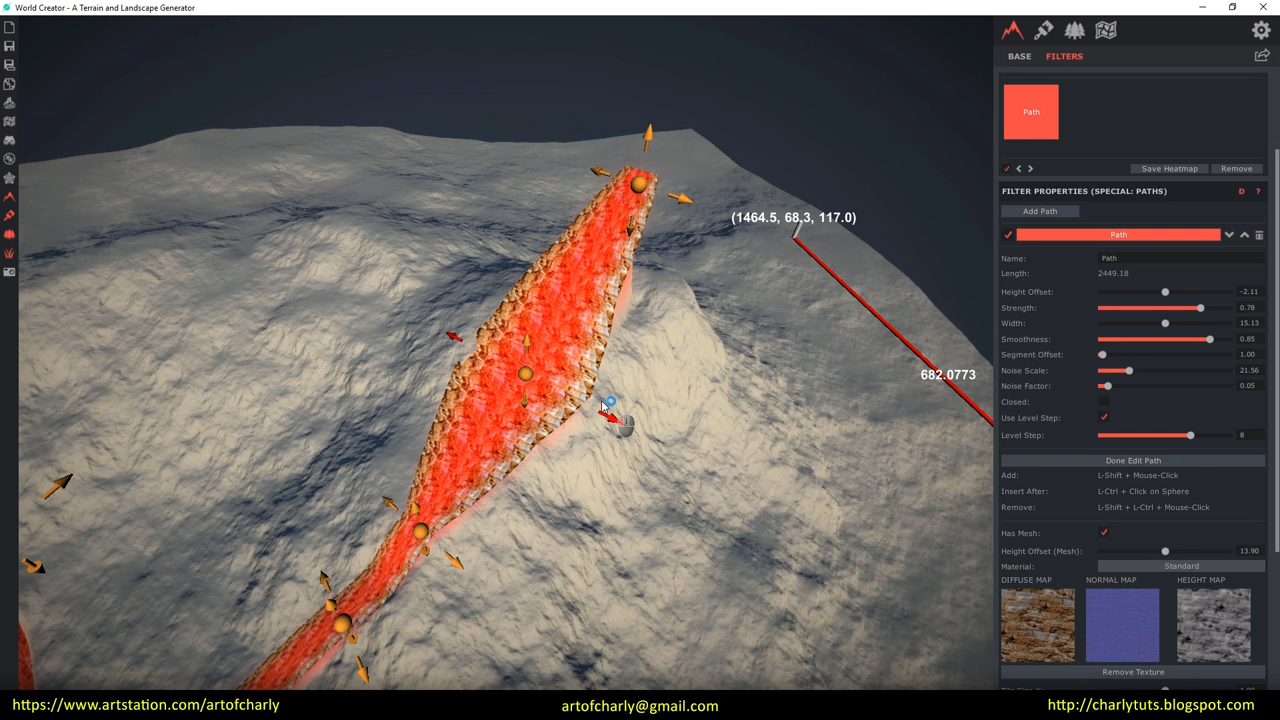 World Creator - A Terrain and Landscape Generator
BASE
FILTERS
Path
Save Heatmap
Remove
FILTER PROPERTIES (SPECIAL: PATHS)
D
?
Add Path
Path
Name:
Path
Length:
2449.18
Height Offset:
-2.11
Strength:
0.78
Width:
15.13
Smoothness:
0.85
Segment Offset:
1.00
Noise Scale:
21.56
Noise Factor:
0.05
Closed:
Use Level Step:
Level Step:
8
Done Edit Path
Add:
L-Shift + Mouse-Click
Insert After:
L-Ctrl + Click on Sphere
Remove:
L-Shift + L-Ctrl + Mouse-Click
Has Mesh:
Height Offset (Mesh):
13.90
Material:
Standard
DIFFUSE MAP
NORMAL MAP
HEIGHT MAP
Remove Texture
(1464.5, 68.3, 117.0)
682.0773
https://www.artstation.com/artofcharly
artofcharly@gmail.com
http://charlytuts.blogspot.com